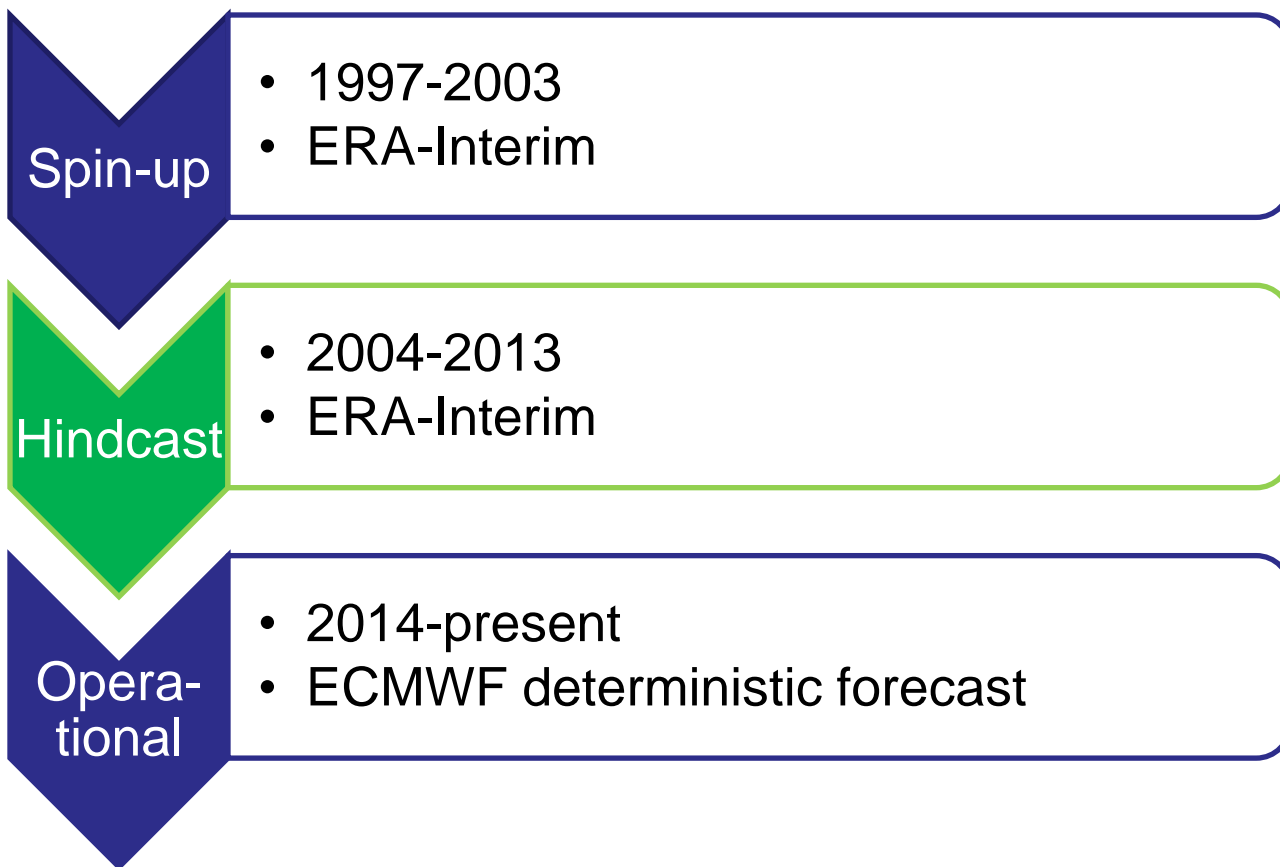 Spin-up
• 1997-2003
• ERA-Interim
Hindcast
• 2004-2013
• ERA-Interim
Opera-
tional
• 2014-present
• ECMWF deterministic forecast